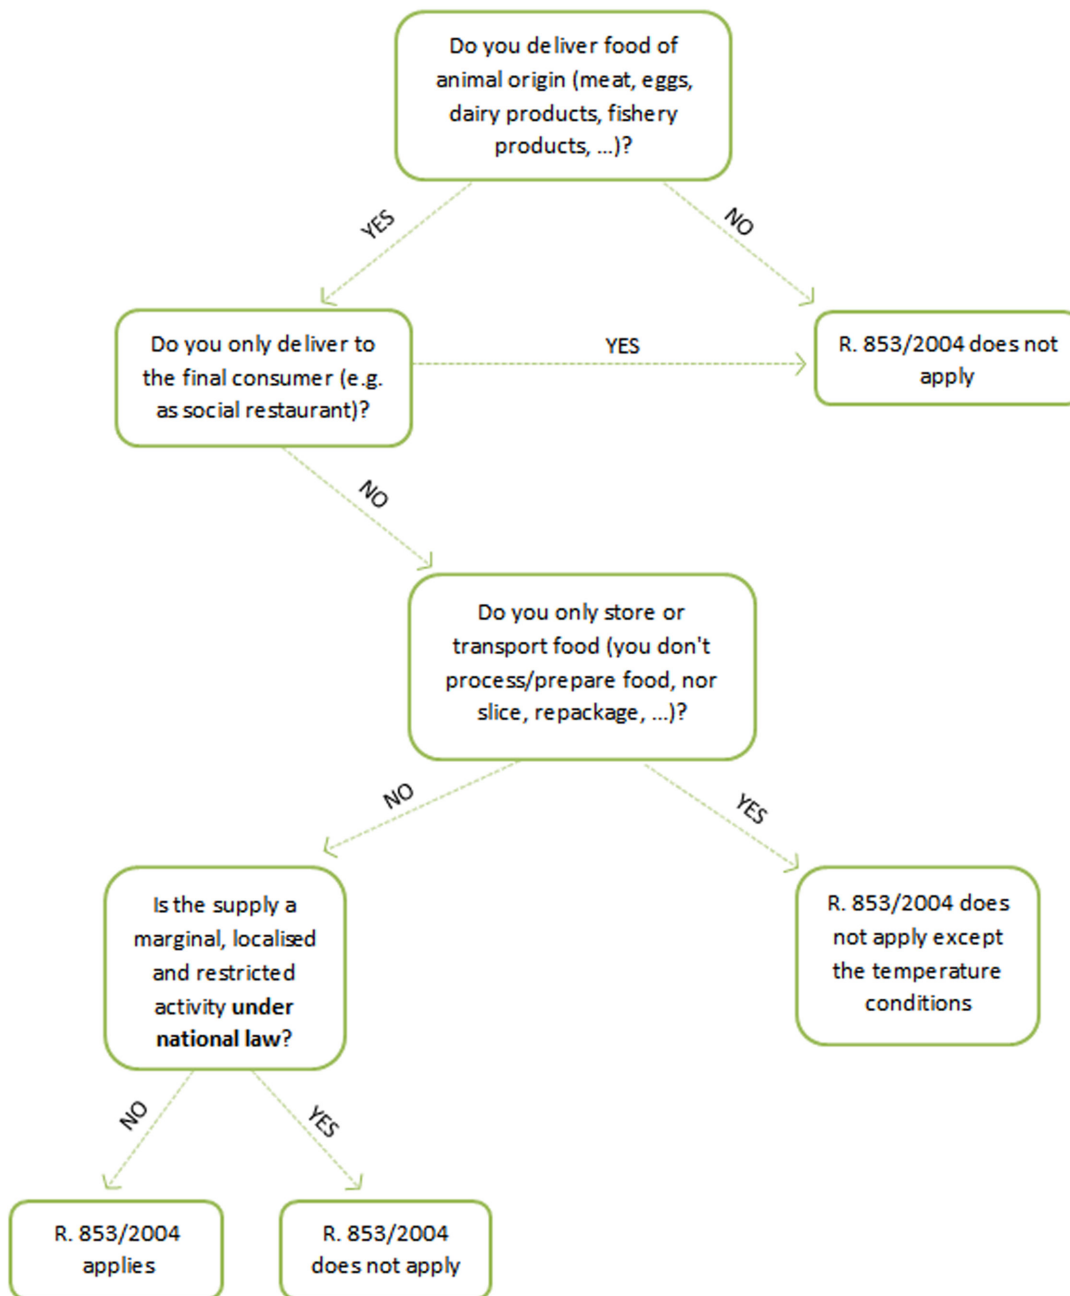 Do you deliver food of
animal origin (meat, eggs,
dairy products, fishery
products, ...)?
YES
NO
Do you only deliver to
the final consumer (e.g.
as social restaurant)?
YES
R. 853/2004 does not
apply
NO
Do you only store or
transport food (you don't
process/prepare food, nor
slice, repackage, ...)?
NO
YES
Is the supply a
marginal, localised
and restricted
activity under
national law?
R. 853/2004 does
not apply except
the temperature
conditions
NO
YES
R. 853/2004
applies
R. 853/2004
does not apply